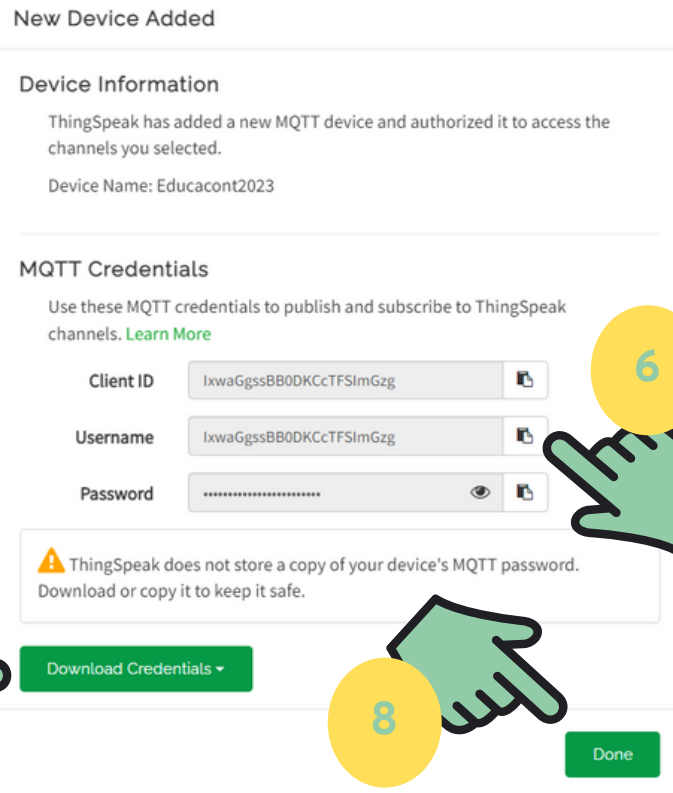 New Device Added
Device Information
ThingSpeak has added a new MQTT device and authorized it to access the
channels you selected.
Device Name: Educacont2023
MQTT Credentials
Use these MQTT credentials to publish and subscribe to ThingSpeak
channels. Learn More
Client ID IxwaGgssBB0DKCcTFSImGzg
6
Username IxwaGgssBB0DKCcTFSImGzg
Password ························
ThingSpeak does not store a copy of your device's MQTT password.
Download or copy it to keep it safe.
Download Credentials
8
Done